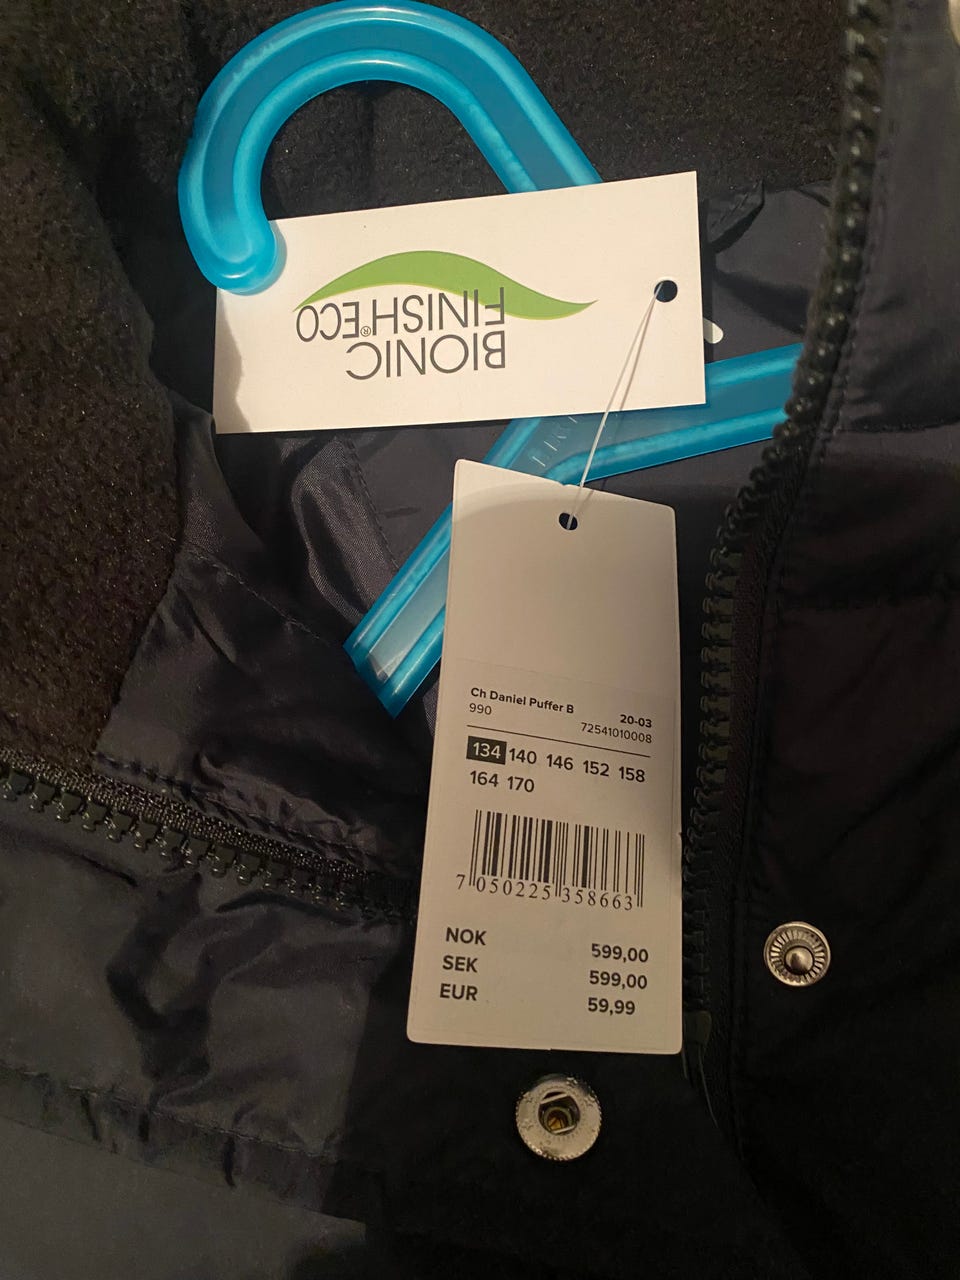 BIONIC
FINISH®ECO
Ch Daniel Puffer B
990 20-03
72541010008
134 140 146 152 158
164 170
7 050225 358663
NOK 599,00
SEK 599,00
EUR 59,99